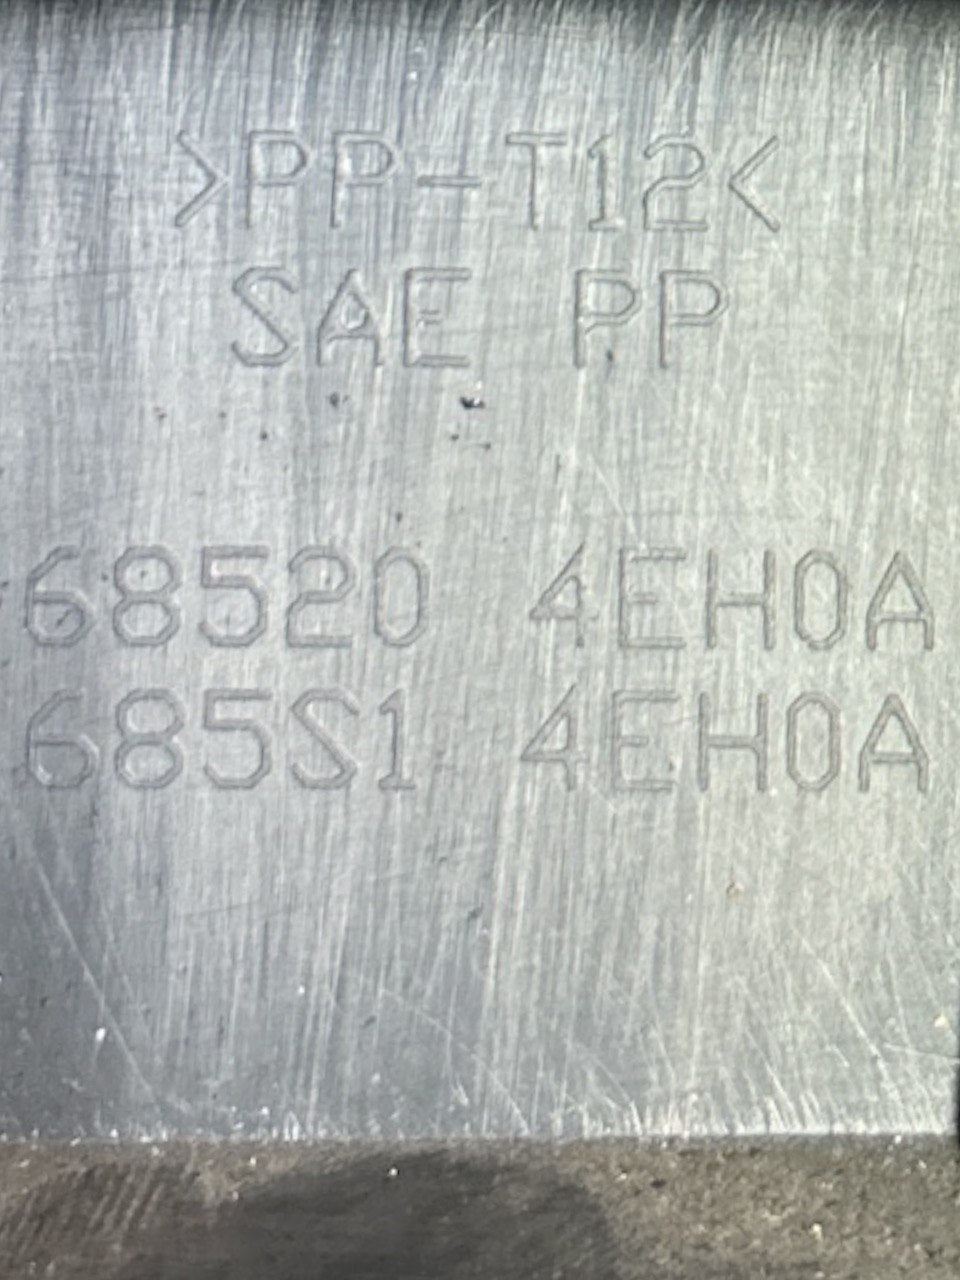 >PP-T12<
SAE PP
68520 4EH0A
685S1 4EH0A